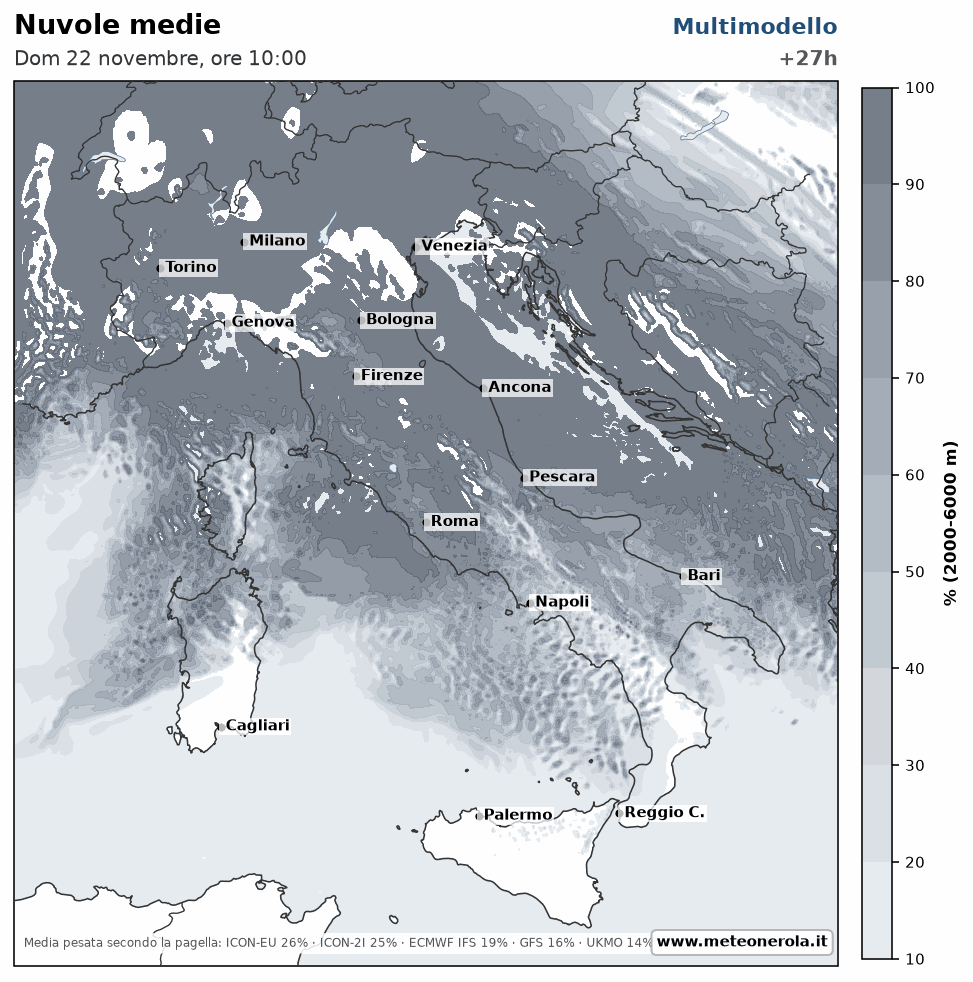 Nuvole medie
Multimodello
Dom 22 novembre, ore 10:00
+27h
100
90
80
70
60
50
40
30
20
10
% (2000-6000 m)
Milano
Venezia
Torino
Genova
Bologna
Firenze
Ancona
Pescara
Roma
Bari
Napoli
Cagliari
Palermo
Reggio C.
Media pesata secondo la pagella: ICON-EU 26% · ICON-2I 25% · ECMWF IFS 19% · GFS 16% · UKMO 14%
www.meteonerola.it